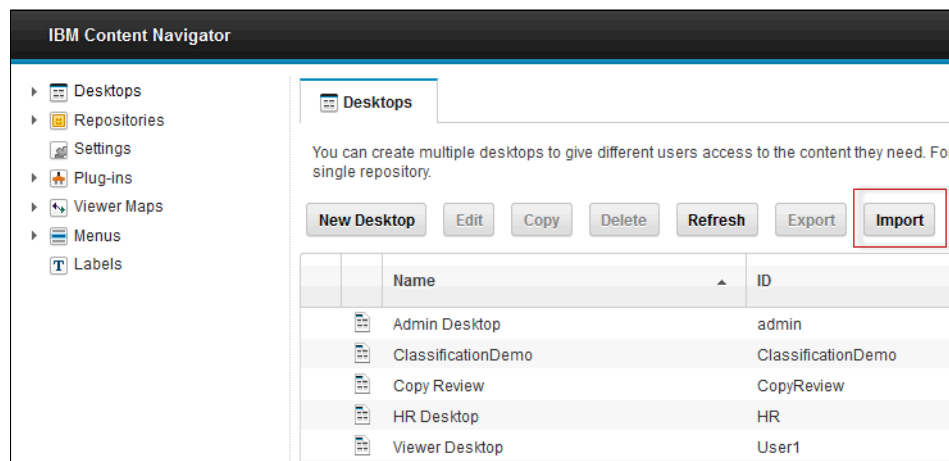 IBM Content Navigator
Desktops
Repositories
Settings
Plug-ins
Viewer Maps
Menus
Labels
Desktops
You can create multiple desktops to give different users access to the content they need. Fo
single repository.
New Desktop Edit Copy Delete Refresh Export Import
Name ID
Admin Desktop admin
ClassificationDemo ClassificationDemo
Copy Review CopyReview
HR Desktop HR
Viewer Desktop User1